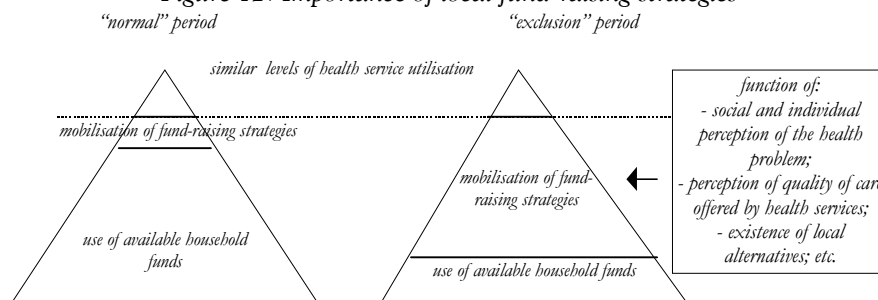 "normal" period
"exclusion" period
similar levels of health service utilisation
mobilisation of fund-raising strategies
use of available household
funds
mobilisation of fund-
raising strategies
use of available household funds
function of:
- social and individual
perception of the health
problem;
- perception of quality of care
offered by health services;
- existence of local
alternatives; etc.